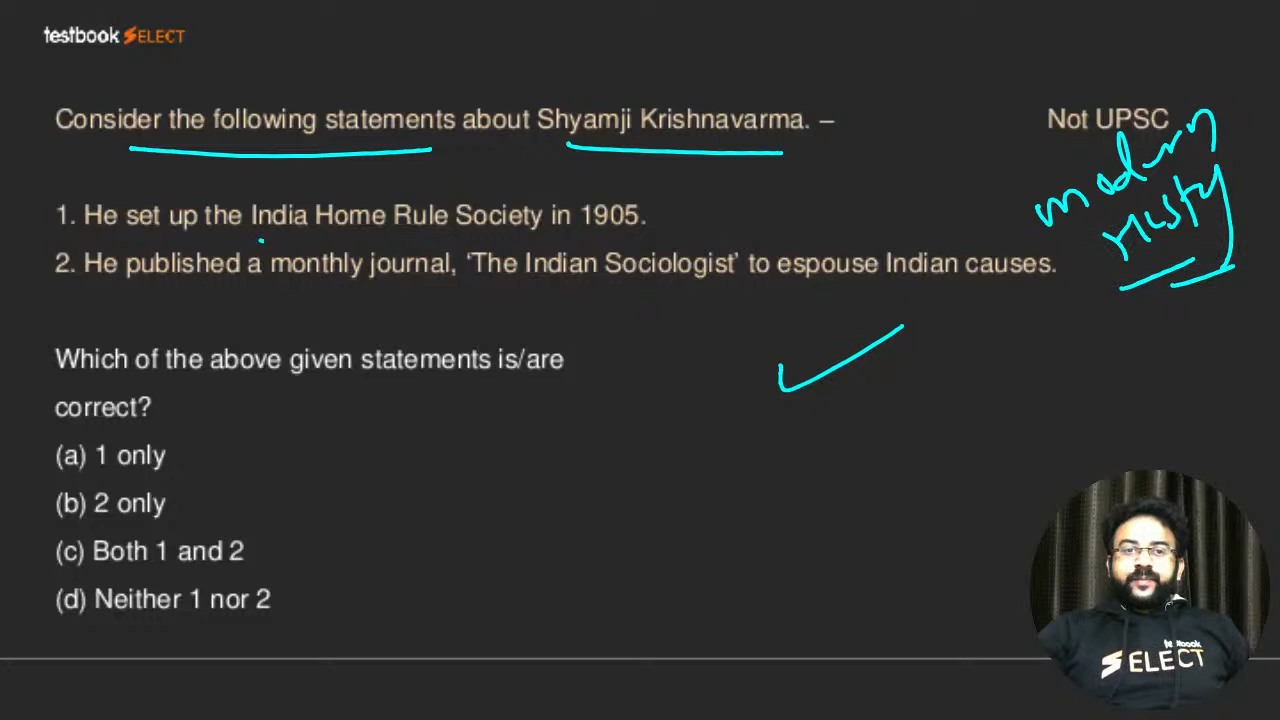 testbook SELECT
Consider the following statements about Shyamji Krishnavarma. –
Not UPSC
modern
History
1. He set up the India Home Rule Society in 1905.
2. He published a monthly journal, ‘The Indian Sociologist’ to espouse Indian causes.
Which of the above given statements is/are
correct?
(a) 1 only
(b) 2 only
(c) Both 1 and 2
(d) Neither 1 nor 2
testbook
SELECT